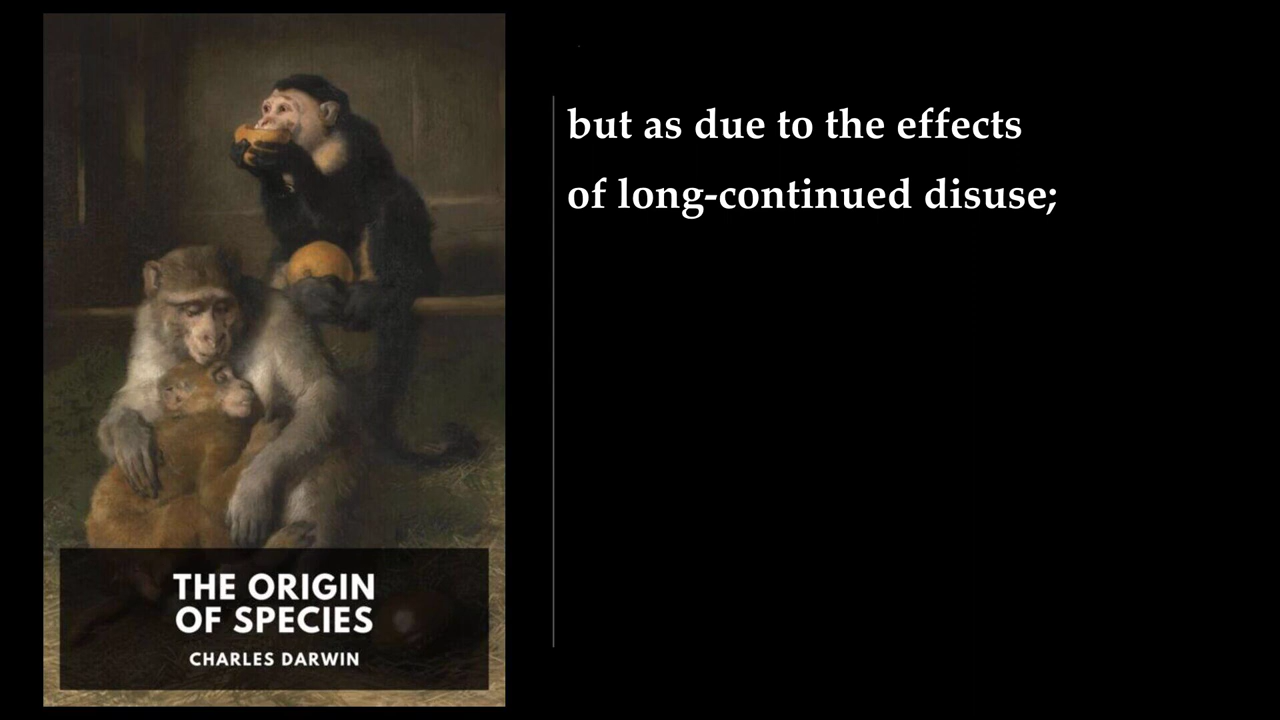 but as due to the effects
of long-continued disuse;
THE ORIGIN
OF SPECIES
CHARLES DARWIN